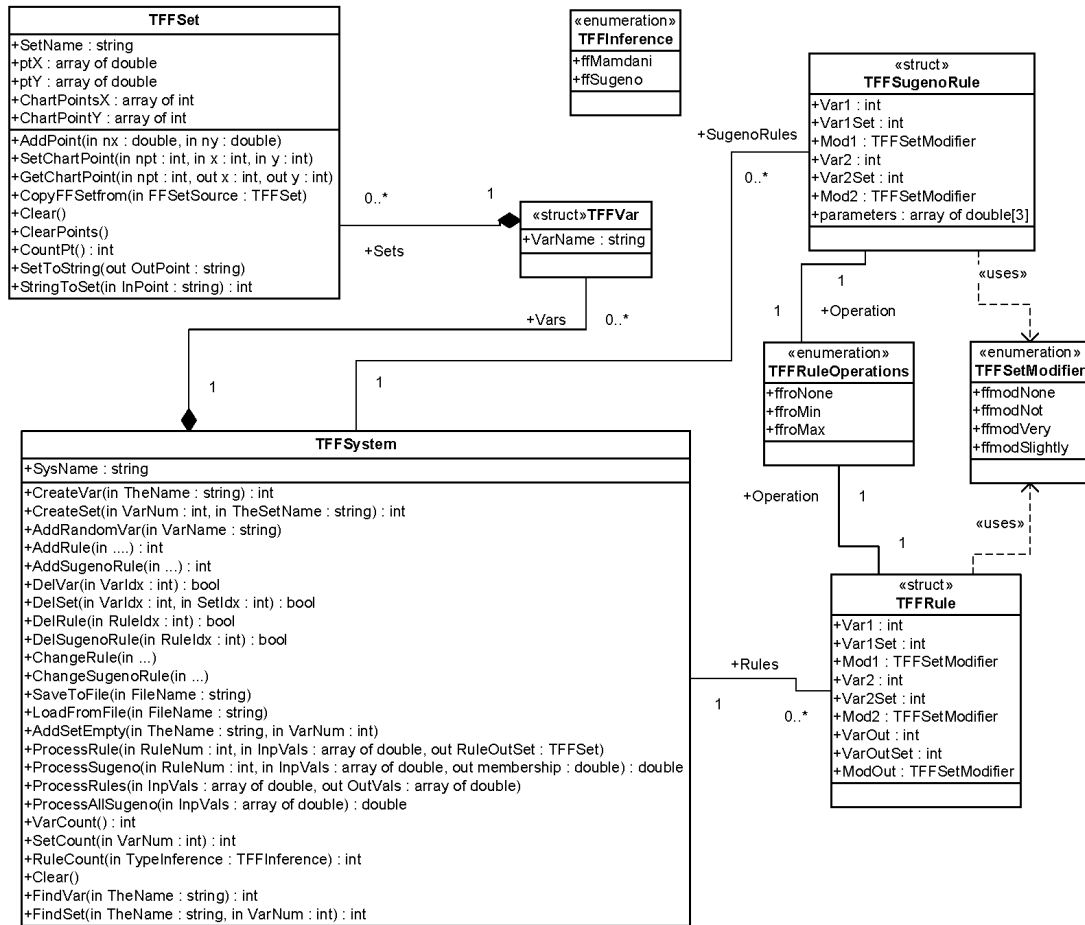 TFFSet
+SetName : string
+ptX : array of double
+ptY : array of double
+ChartPointsX : array of int
+ChartPointY : array of int
+AddPoint(in nx : double, in ny : double)
+SetChartPoint(in npt : int, in x : int, in y : int)
+GetChartPoint(in npt : int, out x : int, out y : int)
+CopyFFSetfrom(in FFSetSource : TFFSet)
+Clear()
+ClearPoints()
+CountPt() : int
+SetToString(out OutPoint : string)
+StringToSet(in InPoint : string) : int
«enumeration»
TFFInference
+ffMamdani
+ffSugeno
«struct»
TFFSugenoRule
+Var1 : int
+Var1Set : int
+Mod1 : TFFSetModifier
+Var2 : int
+Var2Set : int
+Mod2 : TFFSetModifier
+parameters : array of double[3]
+SugenoRules
0..*
0..*
1
+Sets
«struct»TFFVar
+VarName : string
+Vars
0..*
1
1
1
+Operation
1
«uses»
«enumeration»
TFFRuleOperations
+ffroNone
+ffroMin
+ffroMax
«enumeration»
TFFSetModifier
+ffmodNone
+ffmodNot
+ffmodVery
+ffmodSlightly
+Operation
1
1
«uses»
TFFSystem
+SysName : string
+CreateVar(in TheName : string) : int
+CreateSet(in VarNum : int, in TheSetName : string) : int
+AddRandomVar(in VarName : string)
+AddRule(in ....) : int
+AddSugenoRule(in ...) : int
+DelVar(in VarIdx : int) : bool
+DelSet(in VarIdx : int, in SetIdx : int) : bool
+DelRule(in RuleIdx : int) : bool
+DelSugenoRule(in RuleIdx : int) : bool
+ChangeRule(in ...)
+ChangeSugenoRule(in ...)
+SaveToFile(in FileName : string)
+LoadFromFile(in FileName : string)
+AddSetEmpty(in TheName : string, in VarNum : int)
+ProcessRule(in RuleNum : int, in InpVals : array of double, out RuleOutSet : TFFSet)
+ProcessSugeno(in RuleNum : int, in InpVals : array of double, out membership : double) : double
+ProcessRules(in InpVals : array of double, out OutVals : array of double)
+ProcessAllSugeno(in InpVals : array of double) : double
+VarCount() : int
+SetCount(in VarNum : int) : int
+RuleCount(in TypeInference : TFFInference) : int
+Clear()
+FindVar(in TheName : string) : int
+FindSet(in TheName : string, in VarNum : int) : int
+Rules
1
0..*
«struct»
TFFRule
+Var1 : int
+Var1Set : int
+Mod1 : TFFSetModifier
+Var2 : int
+Var2Set : int
+Mod2 : TFFSetModifier
+VarOut : int
+VarOutSet : int
+ModOut : TFFSetModifier